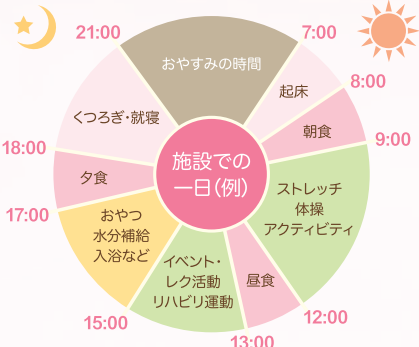 施設での
一日(例)
おやすみの時間
7:00
起床
8:00
朝食
9:00
ストレッチ
体操
アクティビティ
12:00
昼食
13:00
イベント・
レク活動
リハビリ運動
15:00
おやつ
水分補給
入浴など
17:00
夕食
18:00
くつろぎ・就寝
21:00